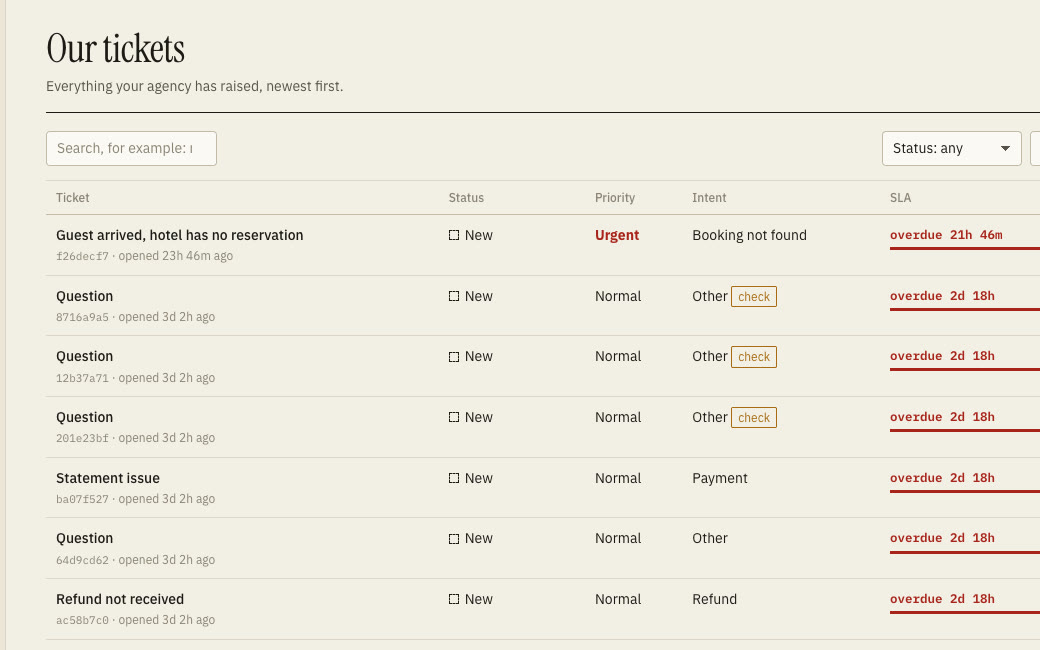 Our tickets
Everything your agency has raised, newest first.
Search, for example:
Status: any
Ticket Status Priority Intent SLA
Guest arrived, hotel has no reservation New Urgent Booking not found overdue 21h 46m
f26decf7 · opened 23h 46m ago
Question New Normal Other check overdue 2d 18h
8716a9a5 · opened 3d 2h ago
Question New Normal Other check overdue 2d 18h
12b37a71 · opened 3d 2h ago
Question New Normal Other check overdue 2d 18h
201e23bf · opened 3d 2h ago
Statement issue New Normal Payment overdue 2d 18h
ba07f527 · opened 3d 2h ago
Question New Normal Other overdue 2d 18h
64d9cd62 · opened 3d 2h ago
Refund not received New Normal Refund overdue 2d 18h
ac58b7c0 · opened 3d 2h ago